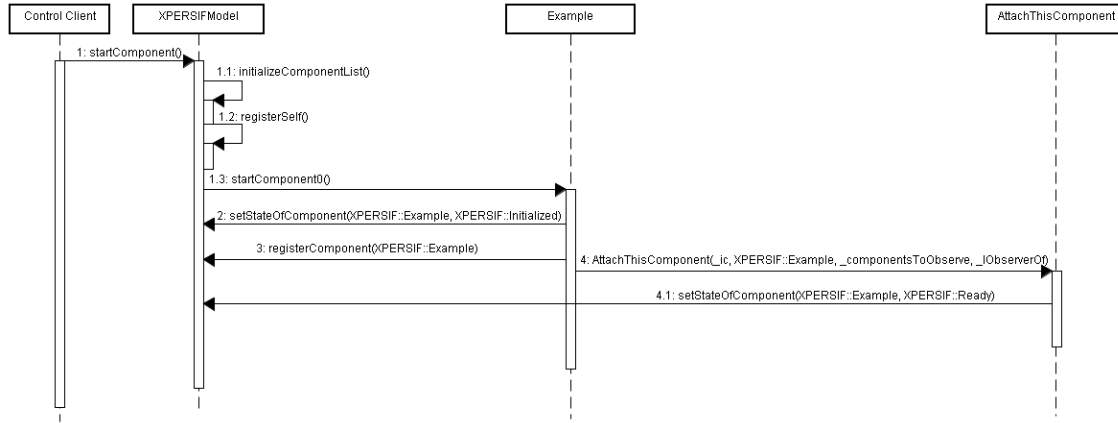 Control Client
XPERSIFModel
Example
AttachThisComponent
1: startComponent()
1.1: initializeComponentList()
1.2: registerSelf()
1.3: startComponent0()
2: setStateOfComponent(XPERSIF::Example, XPERSIF::Initialized)
3: registerComponent(XPERSIF::Example)
4: AttachThisComponent(_ic, XPERSIF::Example, _componentsToObserve, _IObserverOf)
4.1: setStateOfComponent(XPERSIF::Example, XPERSIF::Ready)